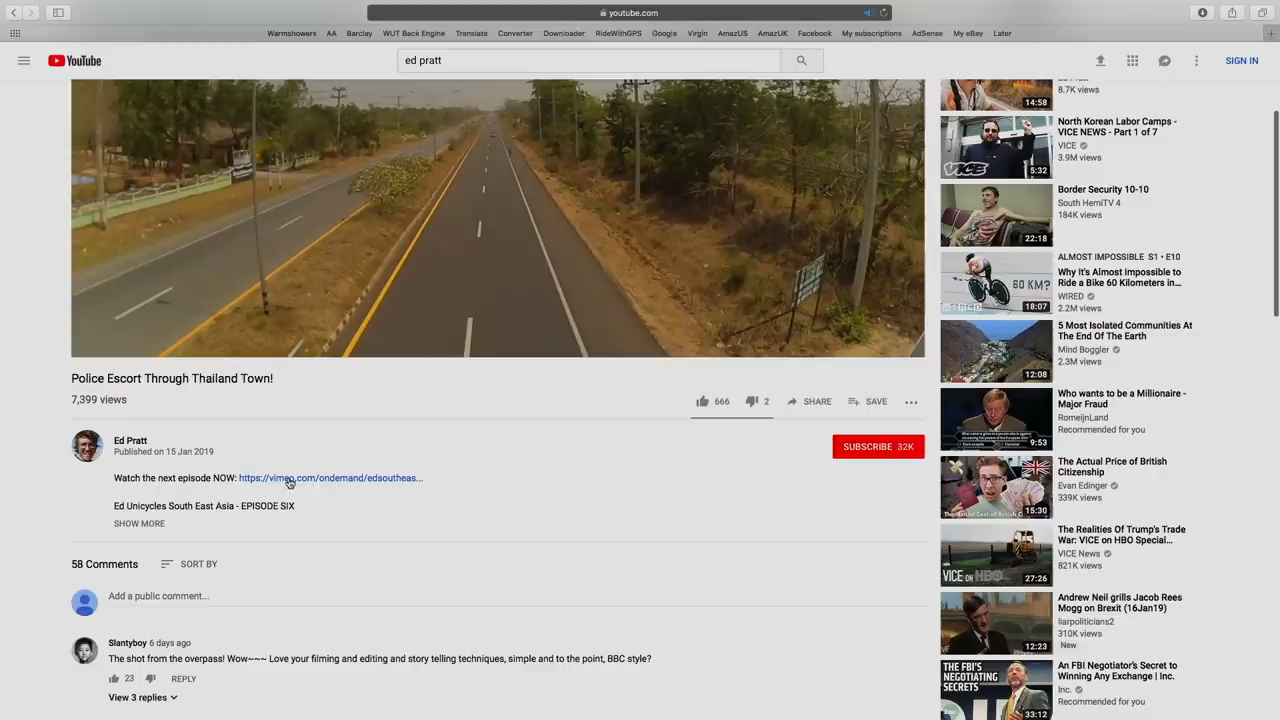 youtube.com
Warmshowers AA Barclay WUT Back Engine Translate Converter Downloader RideWithGPS Google Virgin AmazUS AmazUK Facebook My subscriptions AdSense My eBay Later
YouTube
ed pratt
SIGN IN
8.7K views
14:58
North Korean Labor Camps -
VICE NEWS - Part 1 of 7
VICE
3.9M views
VICE
5:32
Border Security 10-10
South HemiTV 4
184K views
22:18
ALMOST IMPOSSIBLE S1 • E10
Why It's Almost Impossible to
Ride a Bike 60 Kilometers in...
WIRED
2.2M views
60 KM?
18:07
5 Most Isolated Communities At
The End Of The Earth
Mind Boggler
2.3M views
12:08
Who wants to be a Millionaire -
Major Fraud
RomeijnLand
Recommended for you
9:53
The Actual Price of British
Citizenship
Evan Edinger
339K views
15:30
The Realities Of Trump's Trade
War: VICE on HBO Special...
VICE News
821K views
VICE ON HBO
27:26
Andrew Neil grills Jacob Rees
Mogg on Brexit (16Jan19)
liarpoliticians2
310K views
New
12:23
An FBI Negotiator's Secret to
Winning Any Exchange | Inc.
Inc.
Recommended for you
THE FBI'S
NEGOTIATING
SECRETS
33:12
Police Escort Through Thailand Town!
7,399 views
666 2 SHARE SAVE
Ed Pratt
Published on 15 Jan 2019
SUBSCRIBE 32K
Watch the next episode NOW: https://vimeo.com/ondemand/edsoutheas...
Ed Unicycles South East Asia - EPISODE SIX
SHOW MORE
58 Comments SORT BY
Add a public comment...
Slantyboy 6 days ago
The shot from the overpass! Wow~~~ Love your filming and editing and story telling techniques, simple and to the point, BBC style?
23 REPLY
View 3 replies